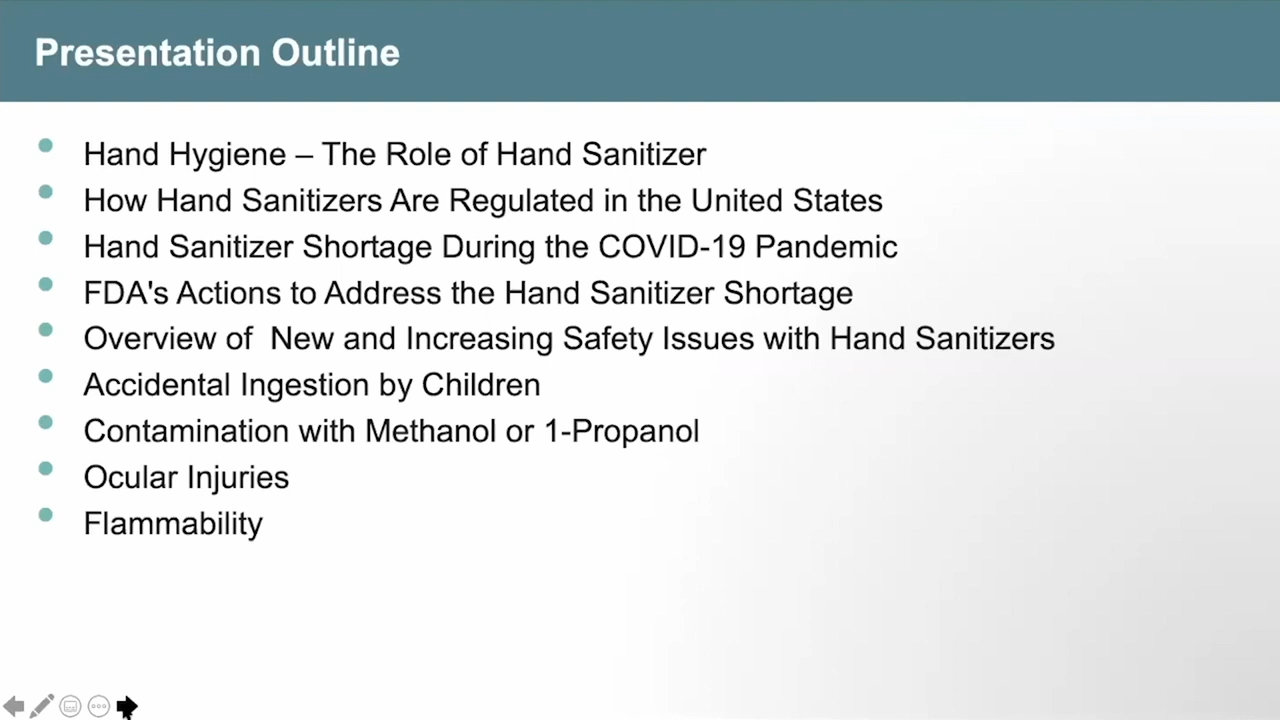 Presentation Outline
Hand Hygiene – The Role of Hand Sanitizer
How Hand Sanitizers Are Regulated in the United States
Hand Sanitizer Shortage During the COVID-19 Pandemic
FDA's Actions to Address the Hand Sanitizer Shortage
Overview of  New and Increasing Safety Issues with Hand Sanitizers
Accidental Ingestion by Children
Contamination with Methanol or 1-Propanol
Ocular Injuries
Flammability